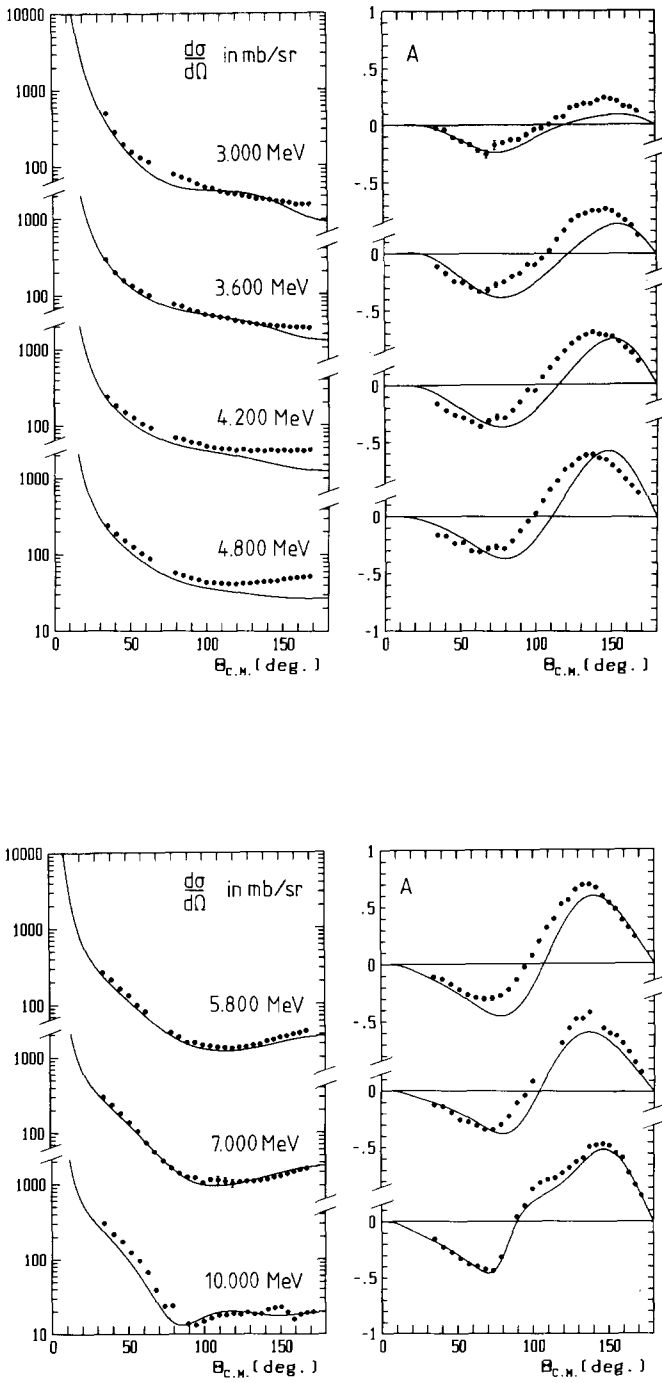 10000
1000
100
1000
100
1000
100
1000
100
10
dσ/dΩ in mb/sr
3.000 MeV
3.600 MeV
4.200 MeV
4.800 MeV
0 50 100 150
Θc.m. [deg.]
1
.5
0
-.5
0
-.5
0
-.5
0
-.5
-1
A
0 50 100 150
Θc.m. [deg.]
10000
1000
100
1000
100
1000
100
10
dσ/dΩ in mb/sr
5.800 MeV
7.000 MeV
10.000 MeV
0 50 100 150
Θc.m. [deg.]
1
.5
0
-.5
0
-.5
0
-.5
-1
A
0 50 100 150
Θc.m. [deg.]